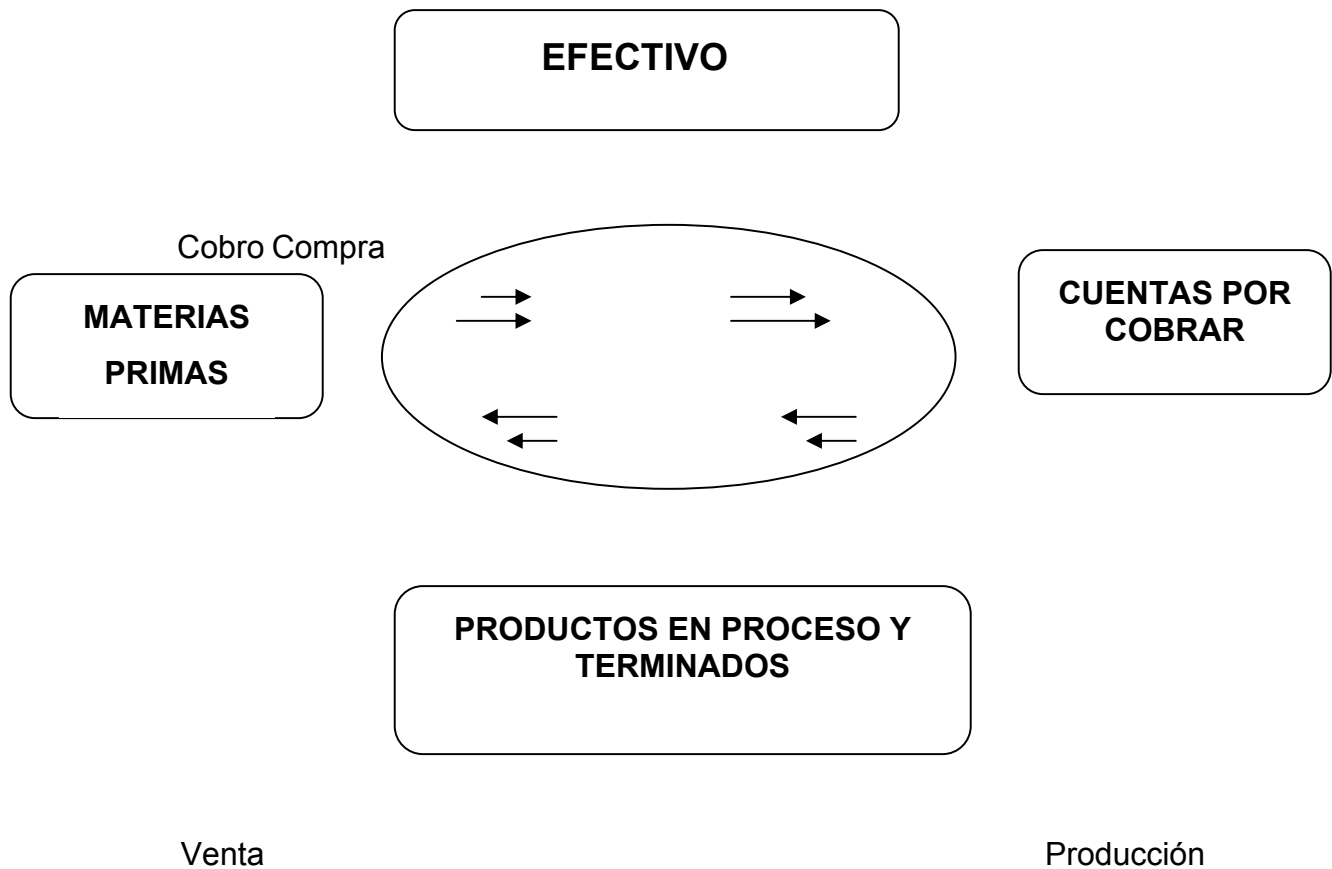 EFECTIVO
Cobro Compra
MATERIAS
PRIMAS
CUENTAS POR
COBRAR
PRODUCTOS EN PROCESO Y
TERMINADOS
Venta
Producción